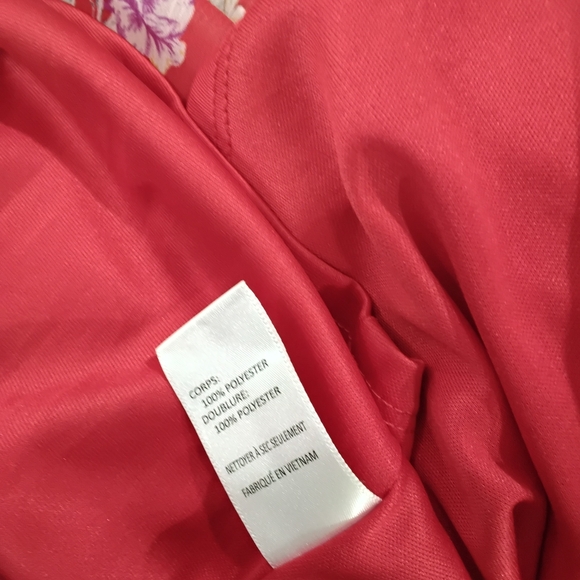 CORPS:
100% POLYESTER
DOUBLURE:
100% POLYESTER
NETTOYER À SEC SEULEMENT
FABRIQUÉ EN VIETNAM